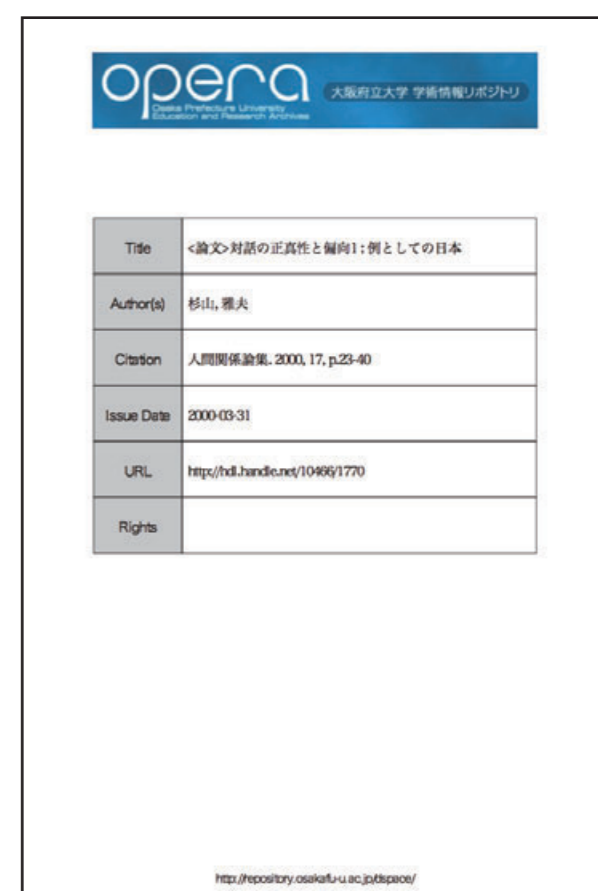 opera
Osaka Prefecture University
Education and Research Archives
大阪府立大学 学術情報リポジトリ
Title
<論文>対話の正真性と偏向1:例としての日本
Author(s)
杉山, 雅夫
Citation
人間関係論集. 2000, 17, p.23-40
Issue Date
2000-03-31
URL
http://hdl.handle.net/10466/1770
Rights
http://repository.osakafu-u.ac.jp/dspace/